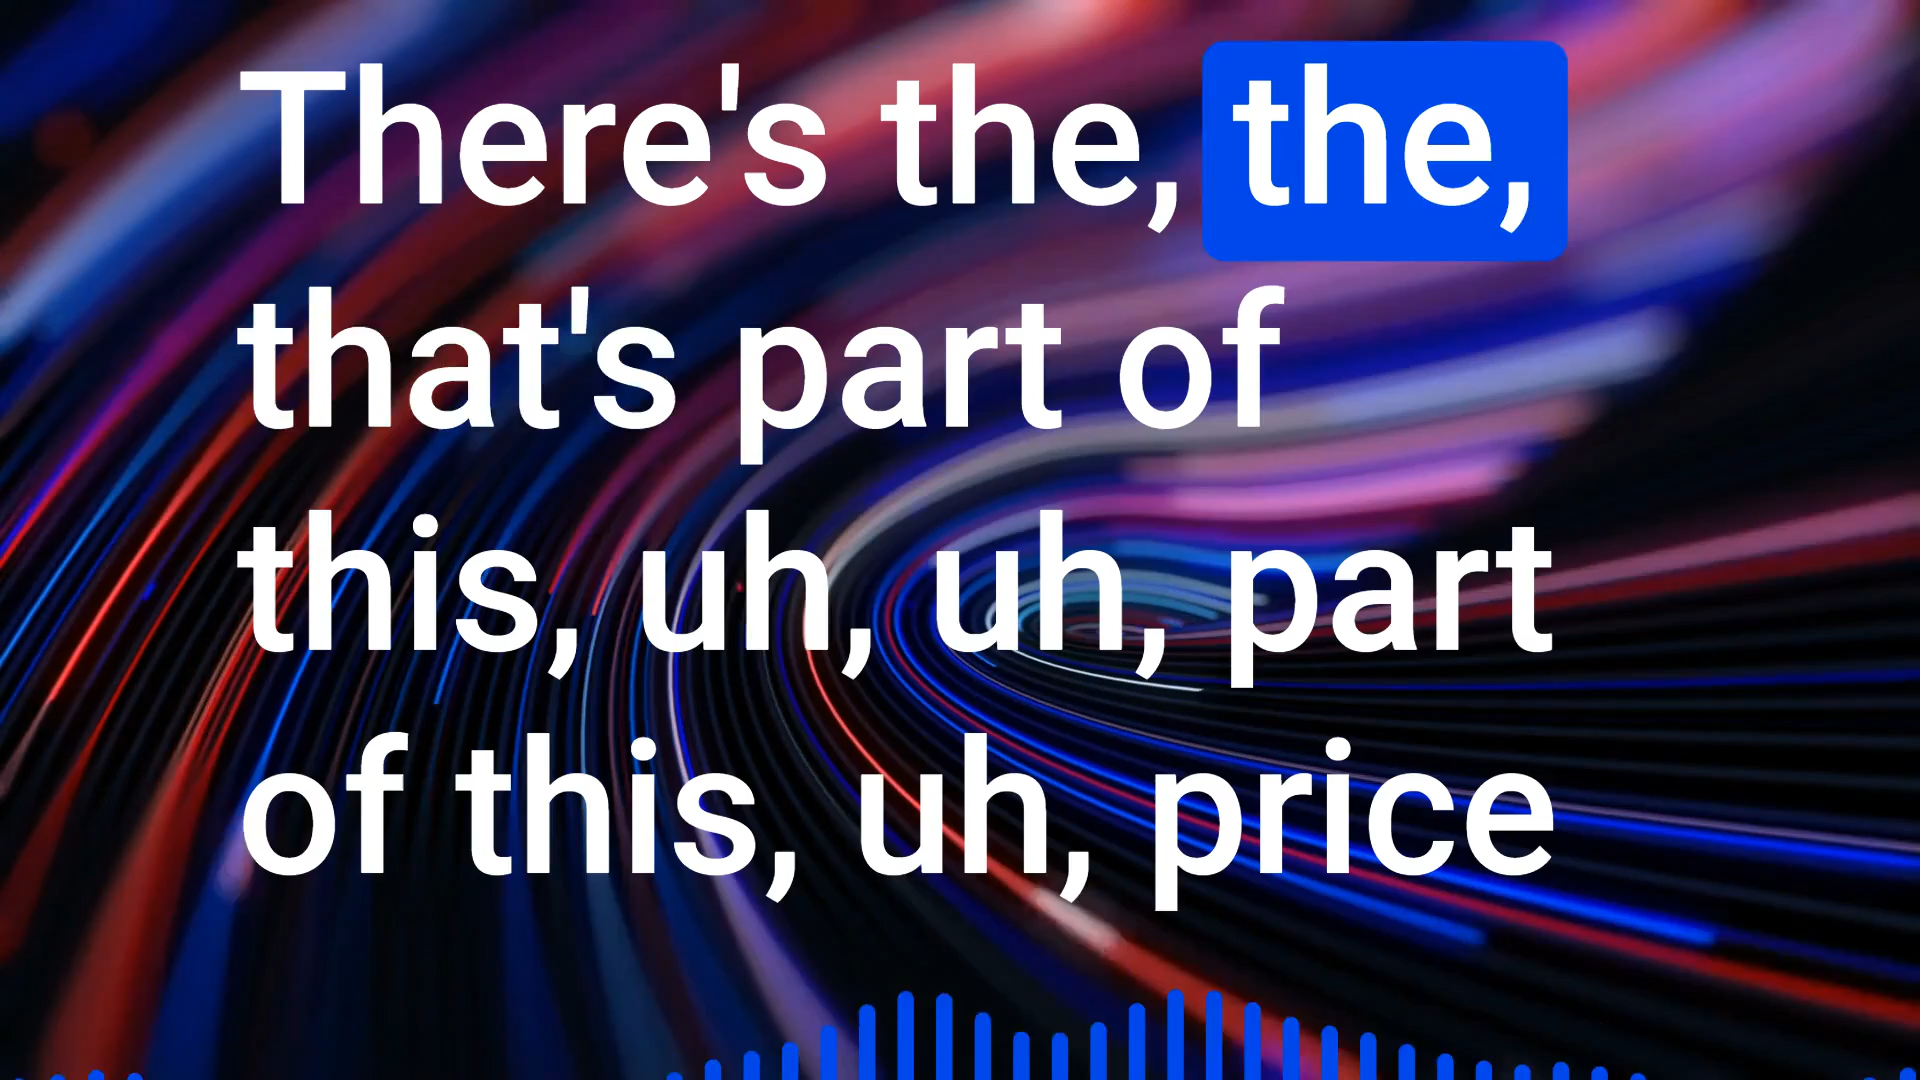 There's the, the,
that's part of
this, uh, uh, part
of this, uh, price